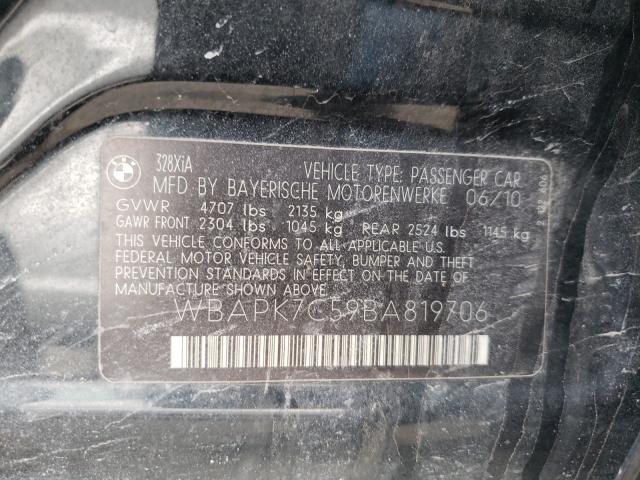 BMW
328XiA
VEHICLE TYPE: PASSENGER CAR
MFD BY BAYERISCHE MOTORENWERKE 06/10
GVWR 4707 lbs 2135 kg
GAWR FRONT 2304 lbs 1045 kg REAR 2524 lbs 1145 kg
THIS VEHICLE CONFORMS TO ALL APPLICABLE U.S.
FEDERAL MOTOR VEHICLE SAFETY, BUMPER AND THEFT
PREVENTION STANDARDS IN EFFECT ON THE DATE OF
MANUFACTURE SHOWN ABOVE.
WBAPK7C59BA819706